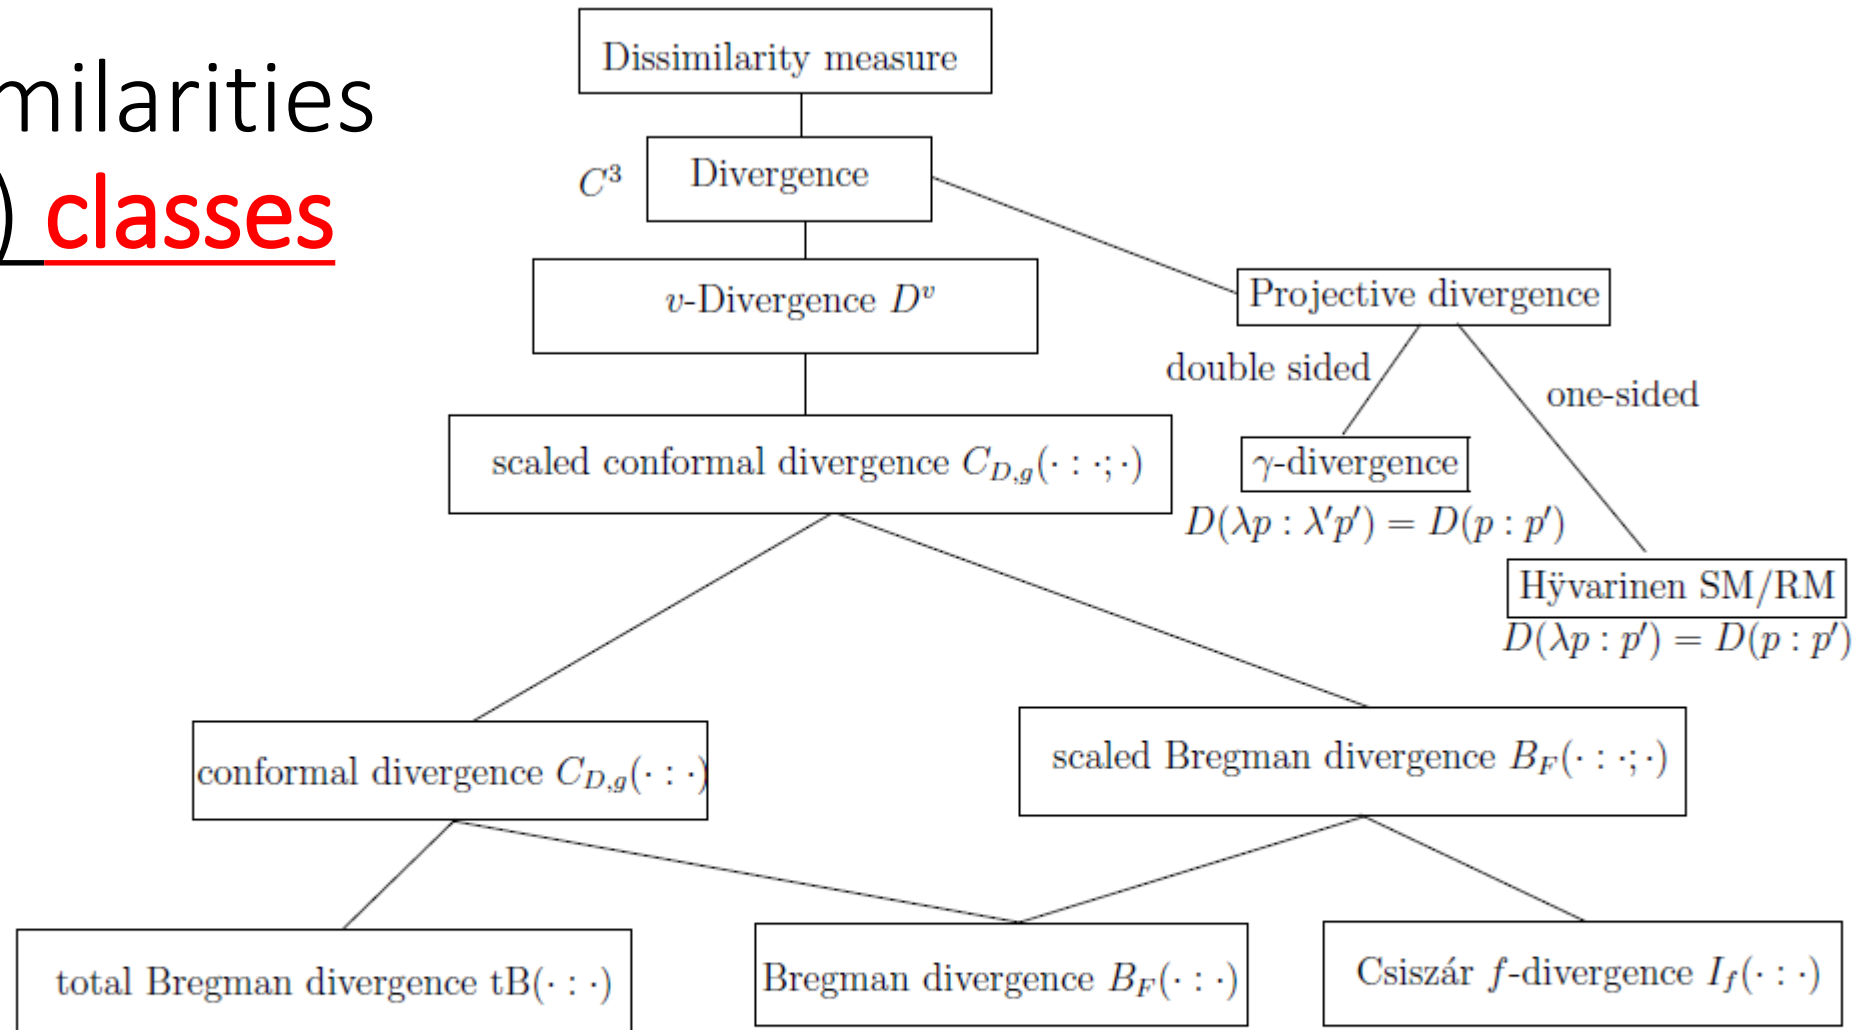 milarities
) classes
Dissimilarity measure
C³ Divergence
v-Divergence Dᵛ
Projective divergence
double sided
one-sided
scaled conformal divergence C_{D,g}(· : ·; ·)
γ-divergence
D(λp : λ′p′) = D(p : p′)
Hÿvarinen SM/RM
D(λp : p′) = D(p : p′)
conformal divergence C_{D,g}(· : ·)
scaled Bregman divergence B_F(· : ·; ·)
total Bregman divergence tB(· : ·)
Bregman divergence B_F(· : ·)
Csiszár f-divergence I_f(· : ·)